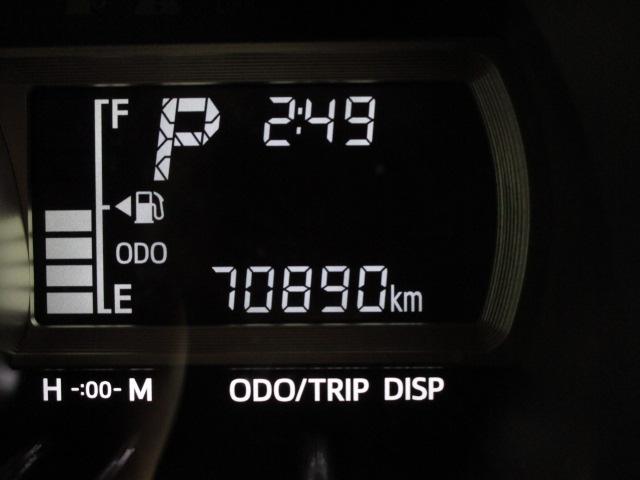 F P 2:49
ODO
E 70890km
H -:00- M ODO/TRIP DISP